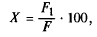 X = F₁/F · 100,